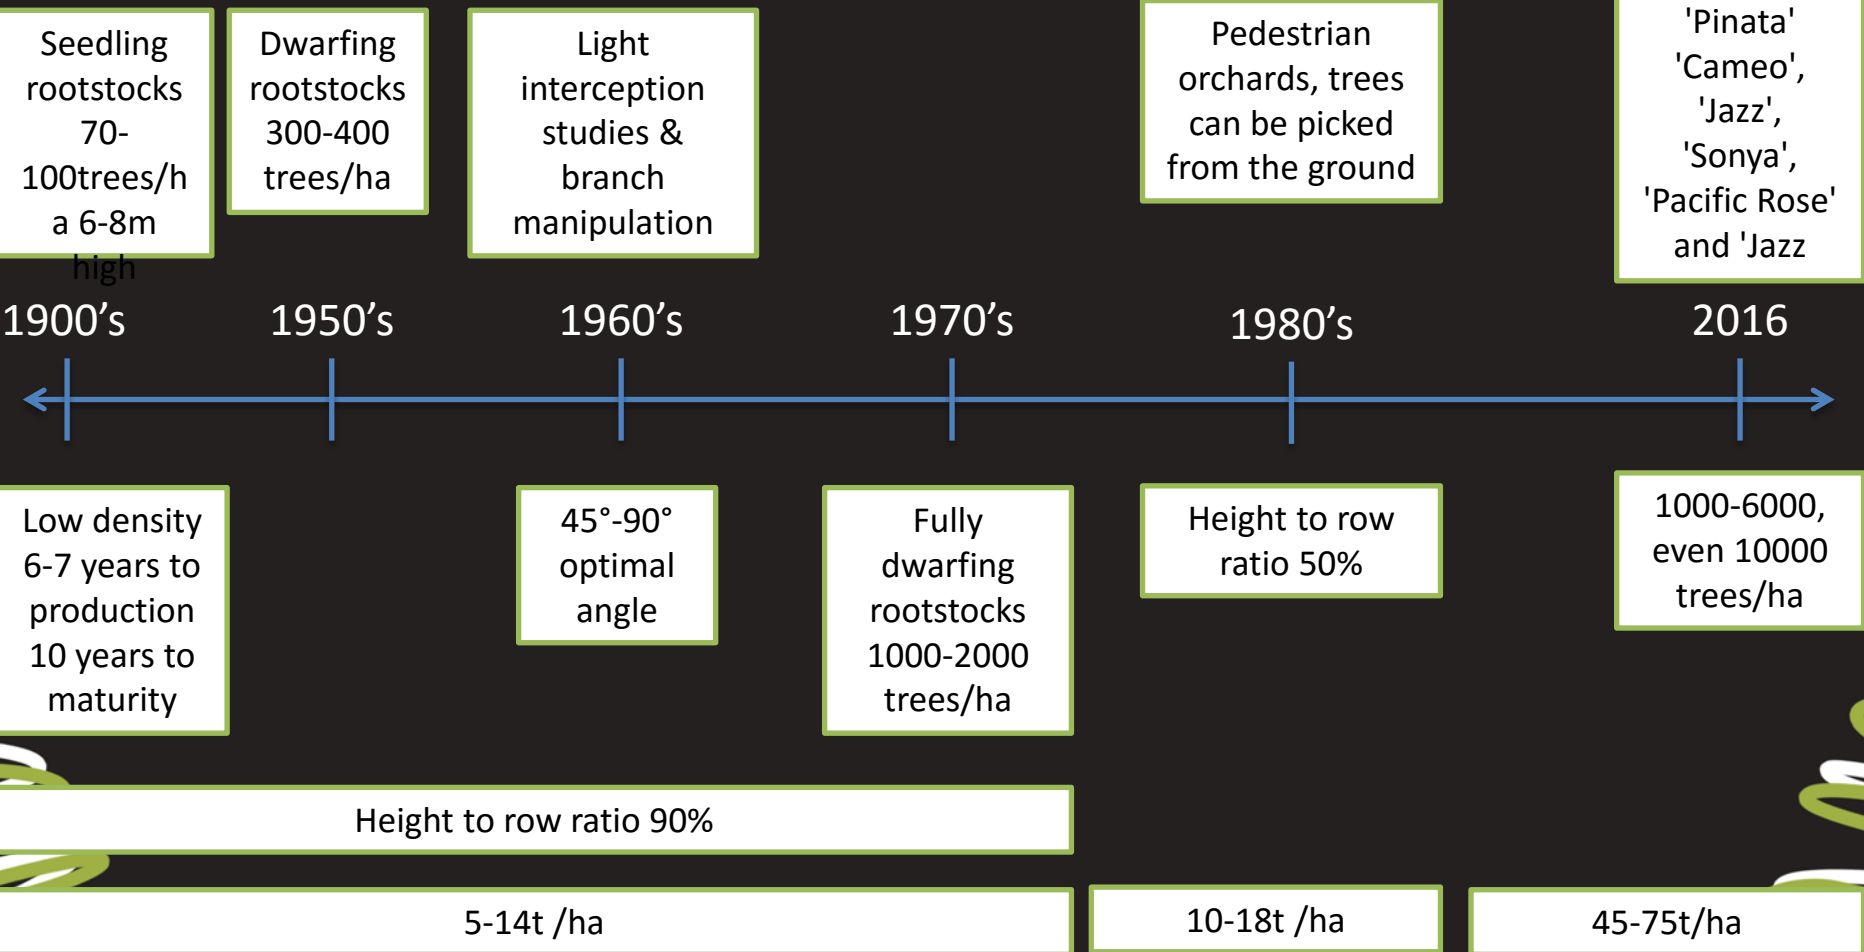 Seedling
rootstocks
70-
100trees/h
a 6-8m
high
Dwarfing
rootstocks
300-400
trees/ha
Light
interception
studies &
branch
manipulation
Pedestrian
orchards, trees
can be picked
from the ground
'Pinata'
'Cameo',
'Jazz',
'Sonya',
'Pacific Rose'
and 'Jazz
1900’s
1950’s
1960’s
1970’s
1980’s
2016
Low density
6-7 years to
production
10 years to
maturity
45°-90°
optimal
angle
Fully
dwarfing
rootstocks
1000-2000
trees/ha
Height to row
ratio 50%
1000-6000,
even 10000
trees/ha
Height to row ratio 90%
5-14t /ha
10-18t /ha
45-75t/ha